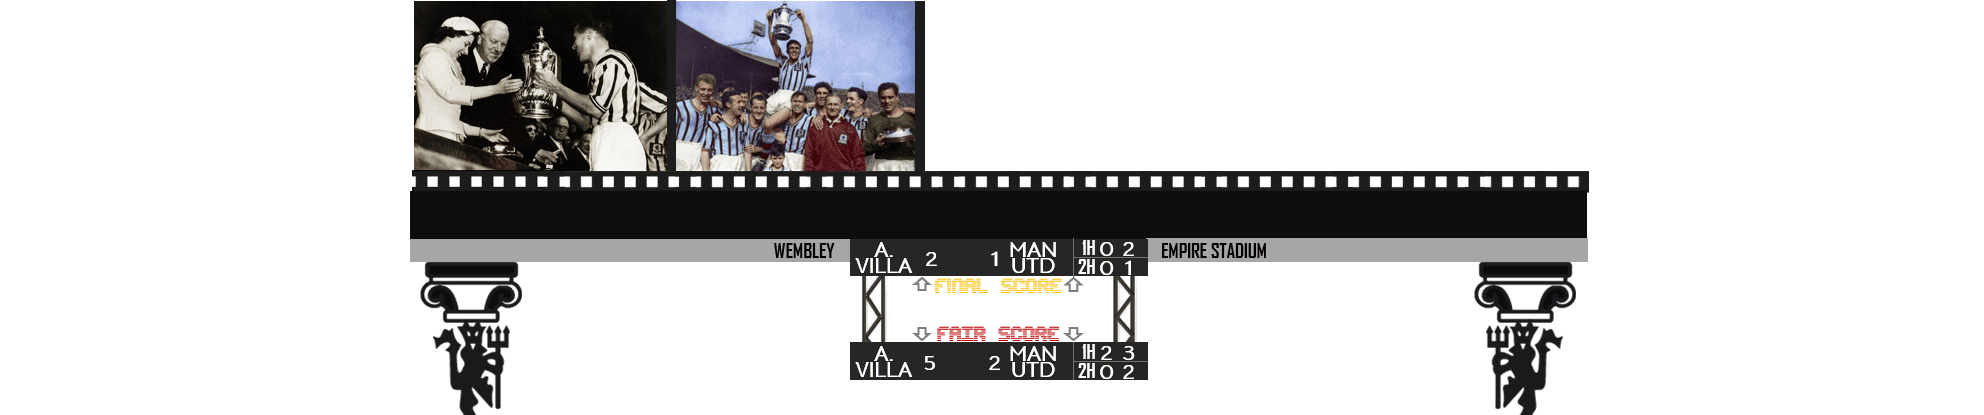 WEMBLEY
A. VILLA 2 1 MAN UTD
1H 0 2
2H 0 1
EMPIRE STADIUM
FINAL SCORE
FAIR SCORE
A. VILLA 5 2 MAN UTD
1H 2 3
2H 0 2